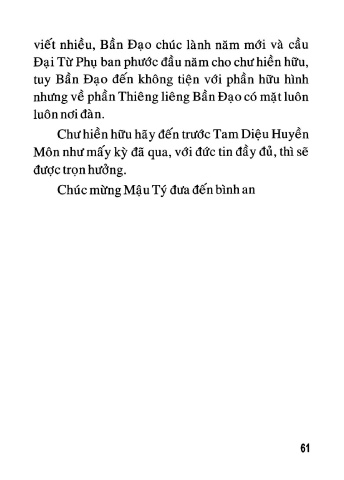 viết nhiều, Bần Đạo chúc lành năm mới và cầu
Đại Từ Phụ ban phước đầu năm cho chư hiền hữu,
tuy Bần Đạo đến không tiện với phần hữu hình
nhưng về phần Thiêng liêng Bần Đạo có mặt luôn
luôn nơi đàn.
Chư hiền hữu hãy đến trước Tam Diệu Huyền
Môn như mấy kỳ đã qua, với đức tin đầy đủ, thì sẽ
được trọn hưởng.
Chúc mừng Mậu Tý đưa đến bình an
61